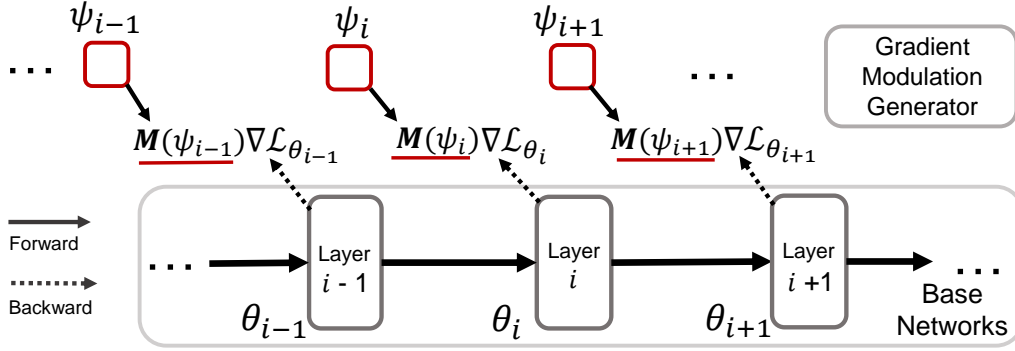 ψ_{i−1} ψ_i ψ_{i+1}
... ...
Gradient
Modulation
Generator
M(ψ_{i−1})∇ℒ_{θ_{i−1}} M(ψ_i)∇ℒ_{θ_i} M(ψ_{i+1})∇ℒ_{θ_{i+1}}
Forward
Backward
...
Layer
i - 1
Layer
i
Layer
i +1
...
θ_{i−1} θ_i θ_{i+1}
Base
Networks